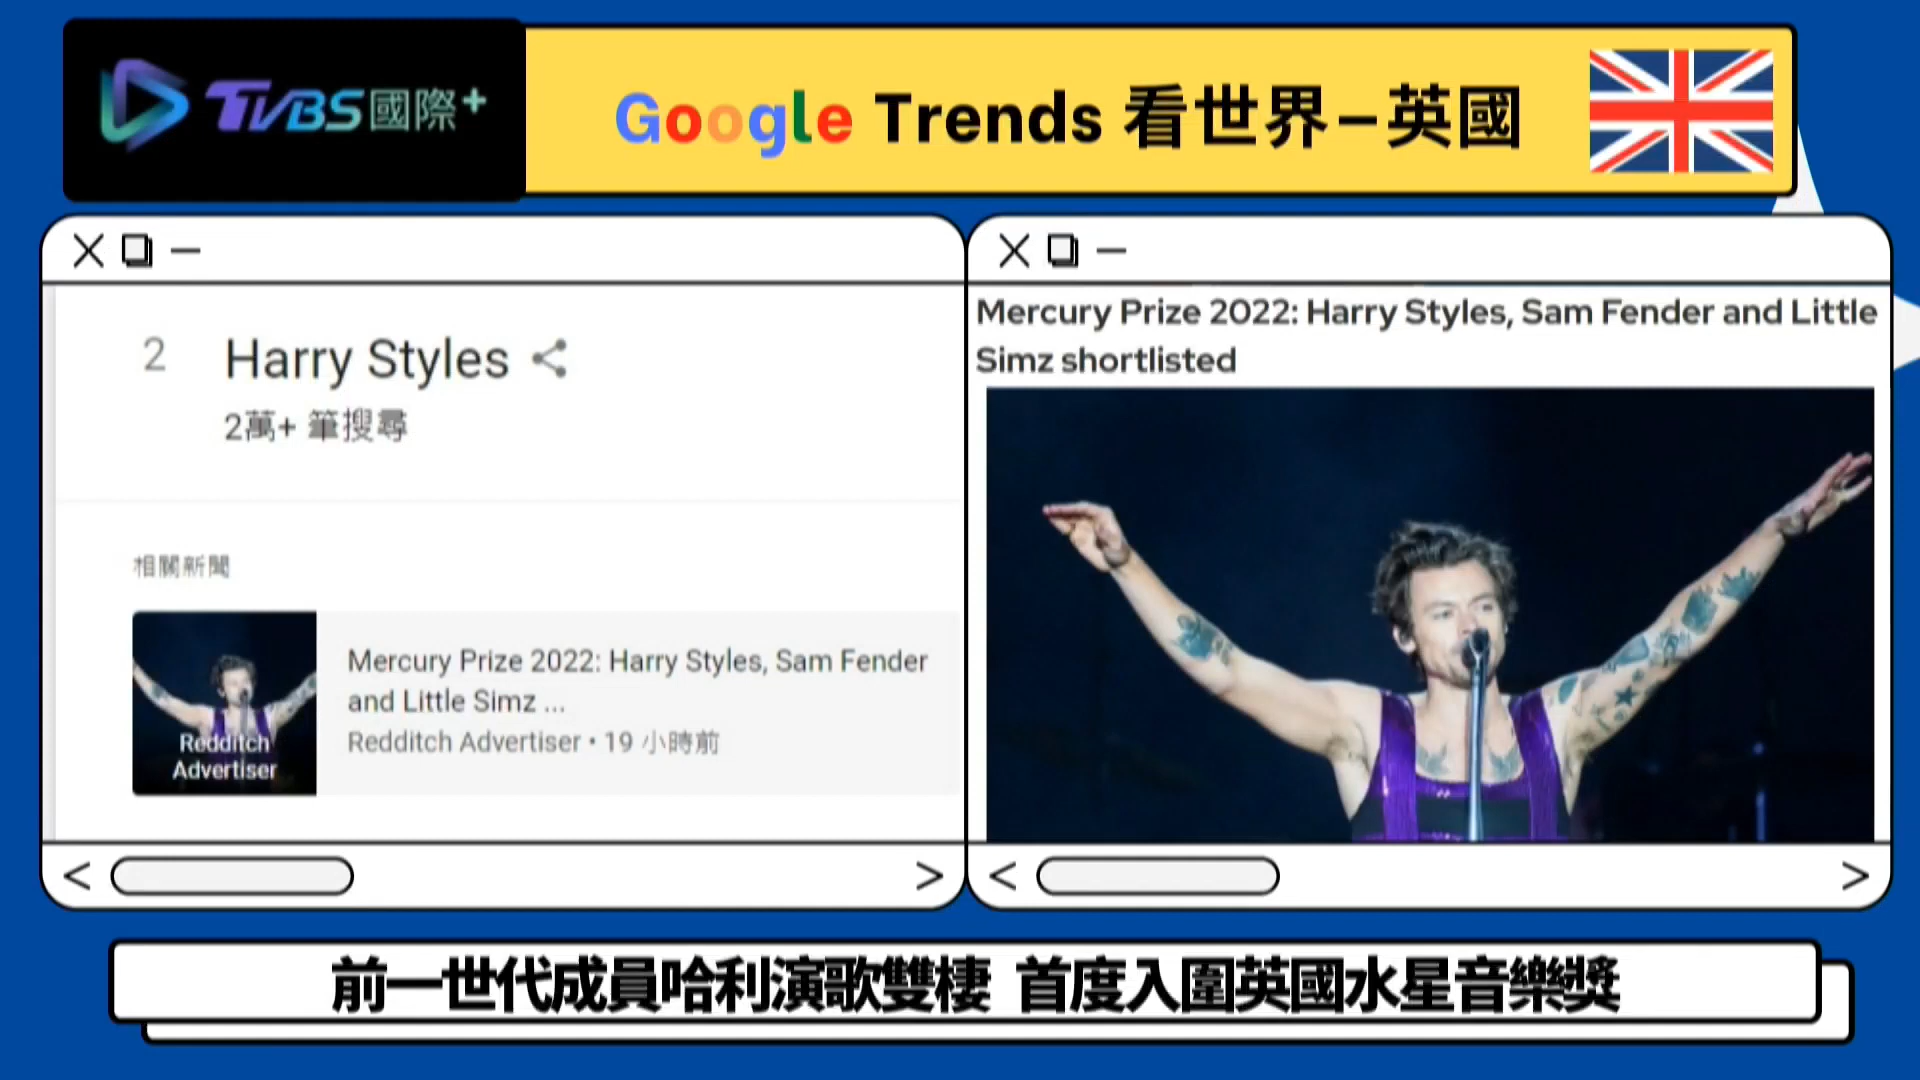 TVBS國際+
Google Trends 看世界–英國
2
Harry Styles
2萬+ 筆搜尋
相關新聞
Redditch
Advertiser
Mercury Prize 2022: Harry Styles, Sam Fender
and Little Simz ...
Redditch Advertiser • 19 小時前
Mercury Prize 2022: Harry Styles, Sam Fender and Little
Simz shortlisted
前一世代成員哈利演歌雙棲 首度入圍英國水星音樂獎